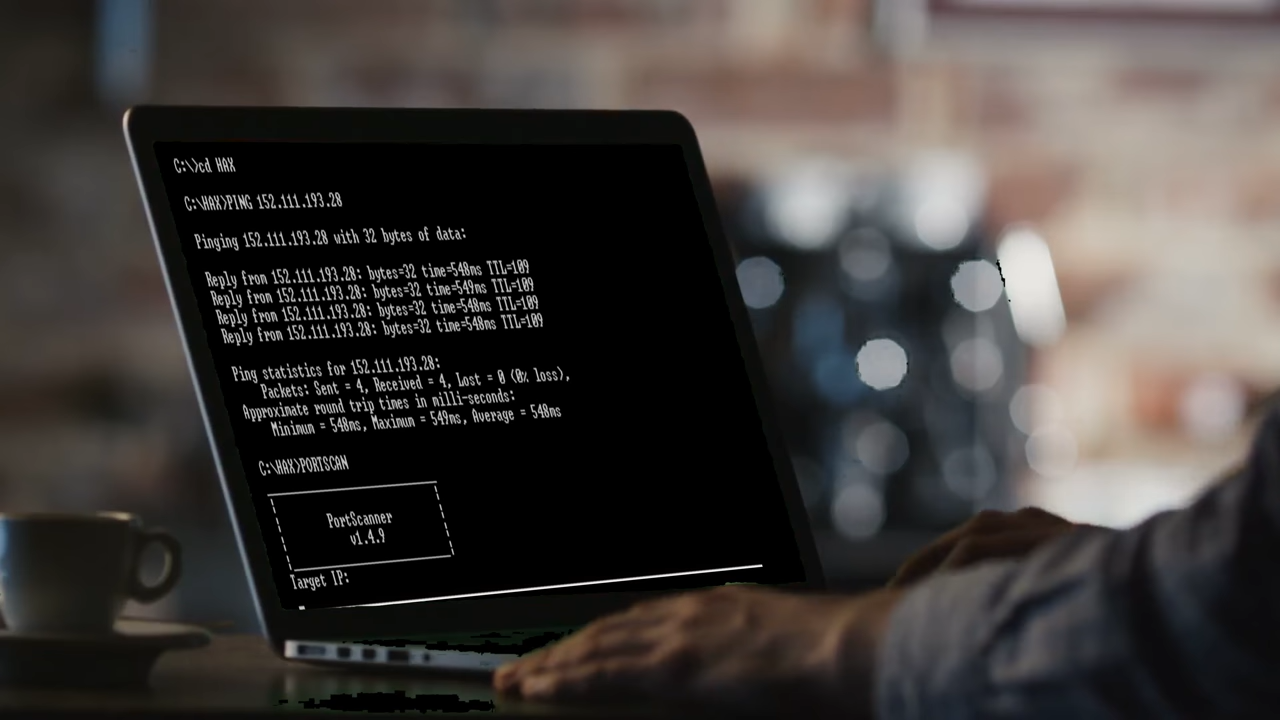 C:\>cd HAX
C:\HAX>PING 152.111.193.28
Pinging 152.111.193.28 with 32 bytes of data:
Reply from 152.111.193.28: bytes=32 time=548ms TTL=109
Reply from 152.111.193.28: bytes=32 time=549ms TTL=109
Reply from 152.111.193.28: bytes=32 time=548ms TTL=109
Reply from 152.111.193.28: bytes=32 time=548ms TTL=109
Ping statistics for 152.111.193.28:
Packets: Sent = 4, Received = 4, Lost = 0 (0% loss),
Approximate round trip times in milli-seconds:
Minimum = 548ms, Maximum = 549ms, Average = 548ms
C:\HAX>PORTSCAN
PortScanner
v1.4.9
Target IP: